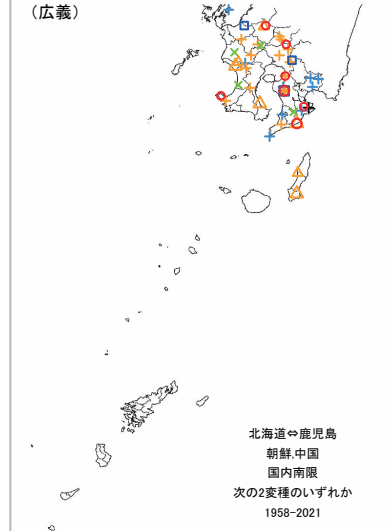 （広義）
北海道⇔鹿児島
朝鮮,中国
国内南限
次の2変種のいずれか
1958-2021